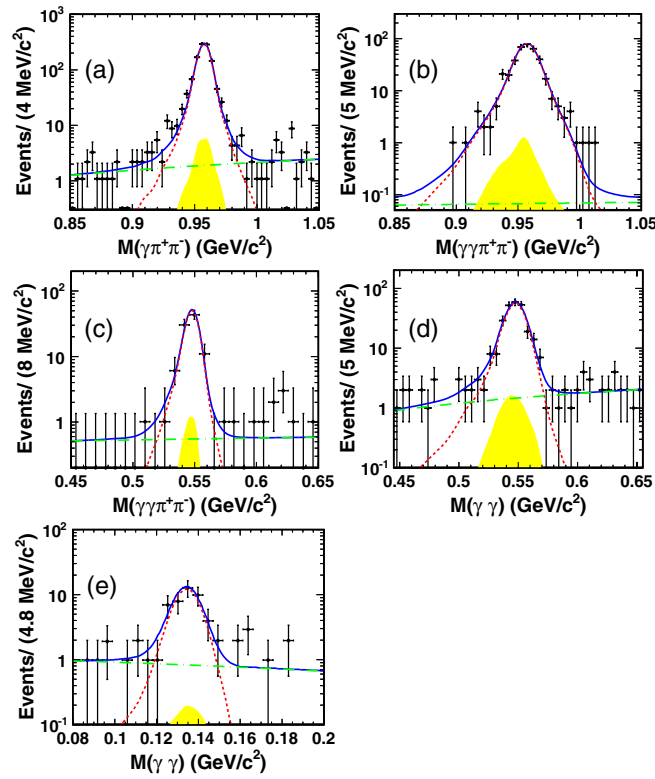 (a)
Events/ (4 MeV/c²)
10³
10²
10
1
0.85 0.9 0.95 1 1.05
M(γπ⁺π⁻) (GeV/c²)
(b)
Events/ (5 MeV/c²)
10²
10
1
10⁻¹
0.85 0.9 0.95 1 1.05
M(γγπ⁺π⁻) (GeV/c²)
(c)
Events/ (8 MeV/c²)
10²
10
1
0.45 0.5 0.55 0.6 0.65
M(γγπ⁺π⁻) (GeV/c²)
(d)
Events/ (5 MeV/c²)
10²
10
1
10⁻¹
0.45 0.5 0.55 0.6 0.65
M(γ γ) (GeV/c²)
(e)
Events/ (4.8 MeV/c²)
10²
10
1
10⁻¹
0.08 0.1 0.12 0.14 0.16 0.18 0.2
M(γ γ) (GeV/c²)